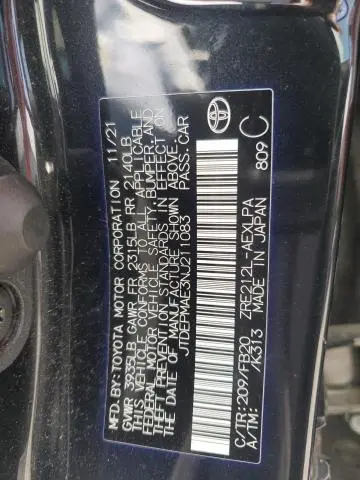 MFD.BY:TOYOTA MOTOR CORPORATION 11/21
GVWR 3935LB GAWR FR 2315LB RR 2140LB
THIS VEHICLE CONFORMS TO ALL APPLICABLE
FEDERAL MOTOR VEHICLE SAFETY, BUMPER, AND
THEFT PREVENTION STANDARDS IN EFFECT ON
THE DATE OF MANUFACTURE SHOWN ABOVE.
JTDEPMAE3NJ211083 PASS.CAR
C/TR:209/FB20 ZRE212L-AEXLPA
A/TM: /K313 MADE IN JAPAN
809 C